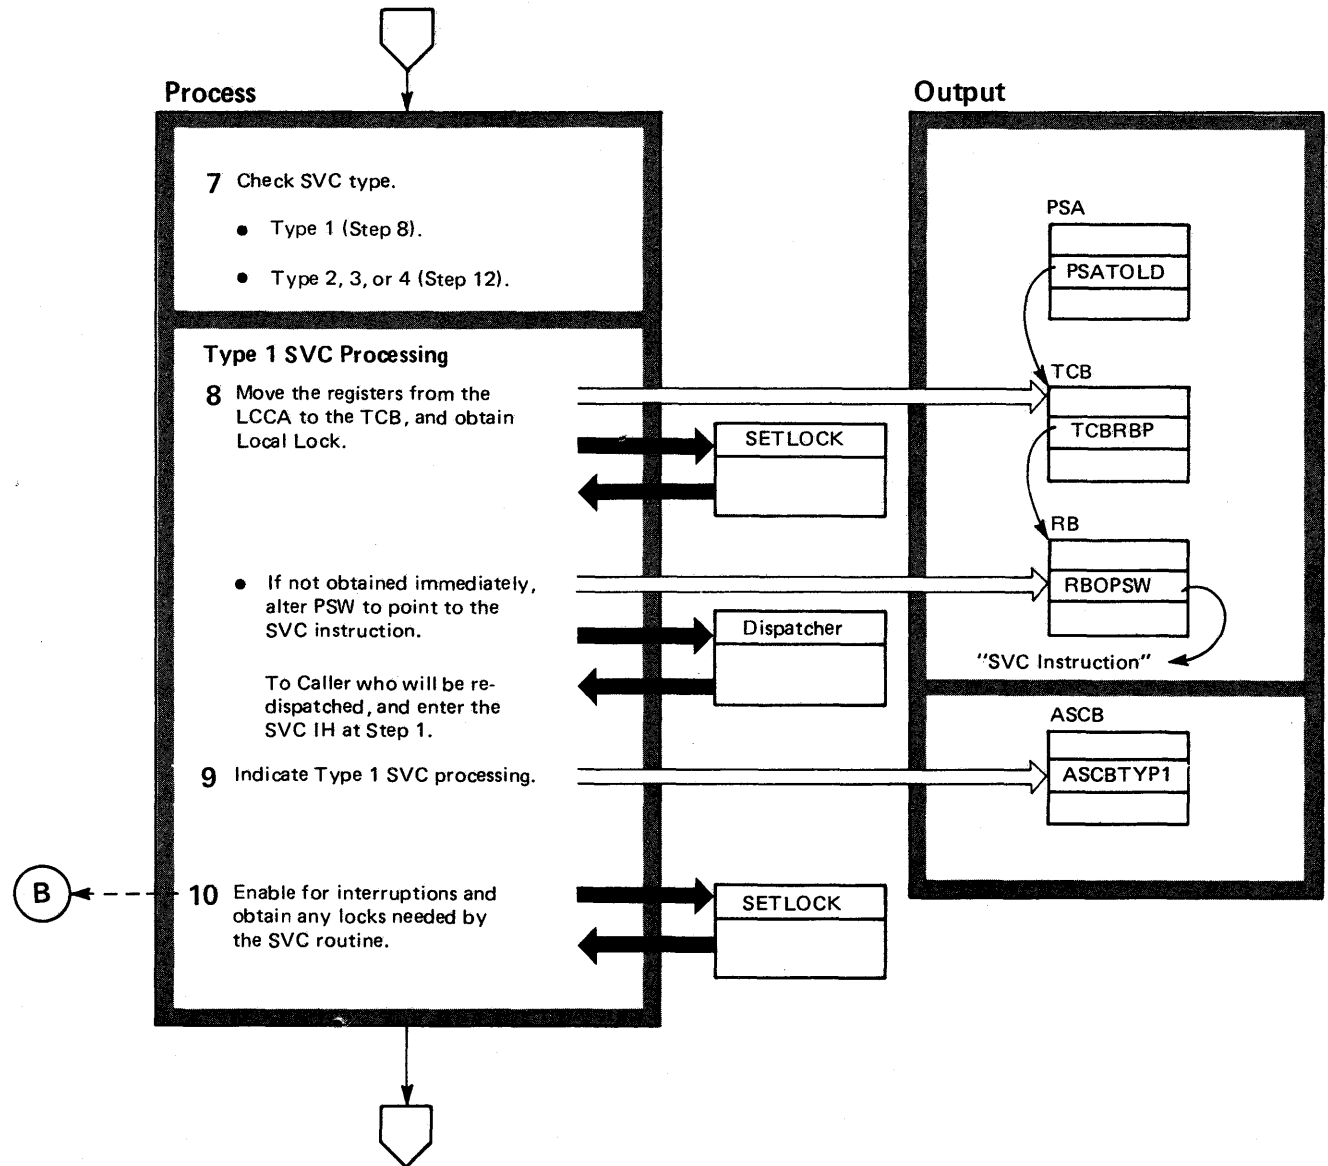 Process
7 Check SVC type.
● Type 1 (Step 8).
● Type 2, 3, or 4 (Step 12).
Type 1 SVC Processing
8 Move the registers from the
LCCA to the TCB, and obtain
Local Lock.
SETLOCK
● If not obtained immediately,
alter PSW to point to the
SVC instruction.
Dispatcher
To Caller who will be re-
dispatched, and enter the
SVC IH at Step 1.
9 Indicate Type 1 SVC processing.
B
10 Enable for interruptions and
obtain any locks needed by
the SVC routine.
SETLOCK
Output
PSA
PSATOLD
TCB
TCBRBP
RB
RBOPSW
"SVC Instruction"
ASCB
ASCBTYP1